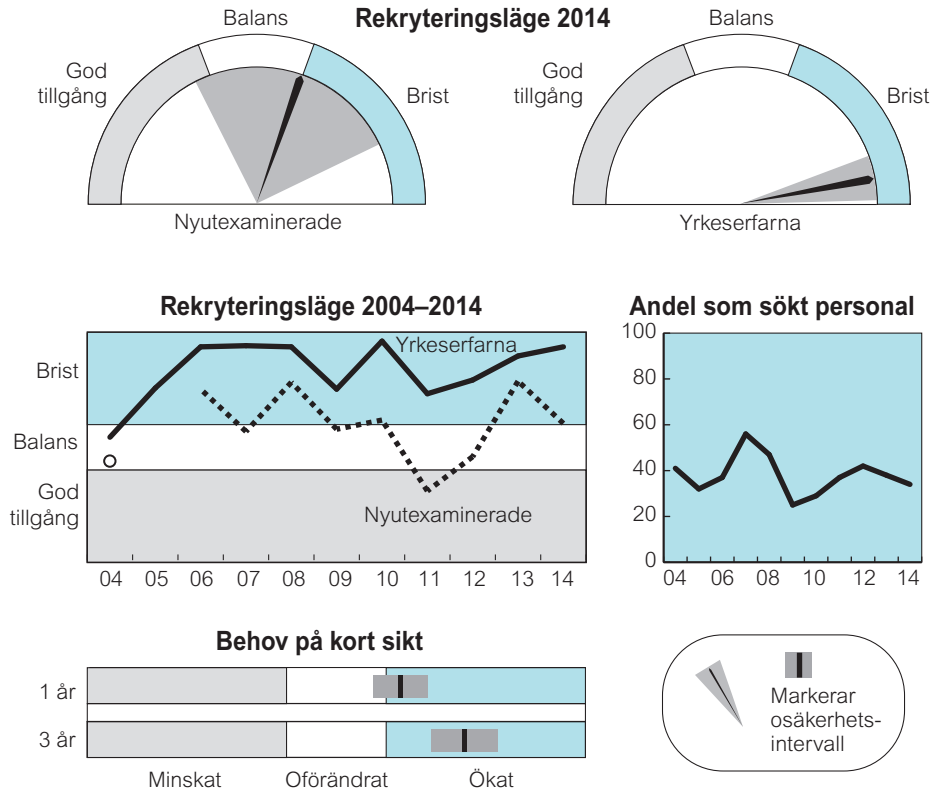 Rekryteringsläge 2014
Balans
God
tillgång
Brist
Nyutexaminerade
Balans
God
tillgång
Brist
Yrkeserfarna
Rekryteringsläge 2004–2014
Brist
Balans
God
tillgång
Yrkeserfarna
Nyutexaminerade
04 05 06 07 08 09 10 11 12 13 14
Andel som sökt personal
100
80
60
40
20
0
04 06 08 10 12 14
Behov på kort sikt
1 år
3 år
Minskat Oförändrat Ökat
Markerar
osäkerhets-
intervall